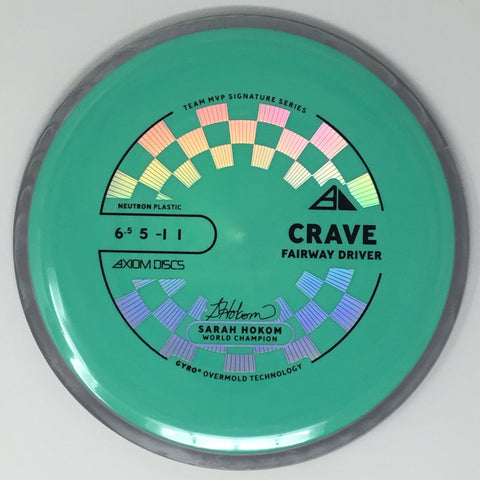 TEAM MVP SIGNATURE SERIES
NEUTRON PLASTIC
6.5 5 -1 1
AXIOM DISCS
CRAVE
FAIRWAY DRIVER
SHokom
SARAH HOKOM
WORLD CHAMPION
GYRO® OVERMOLD TECHNOLOGY